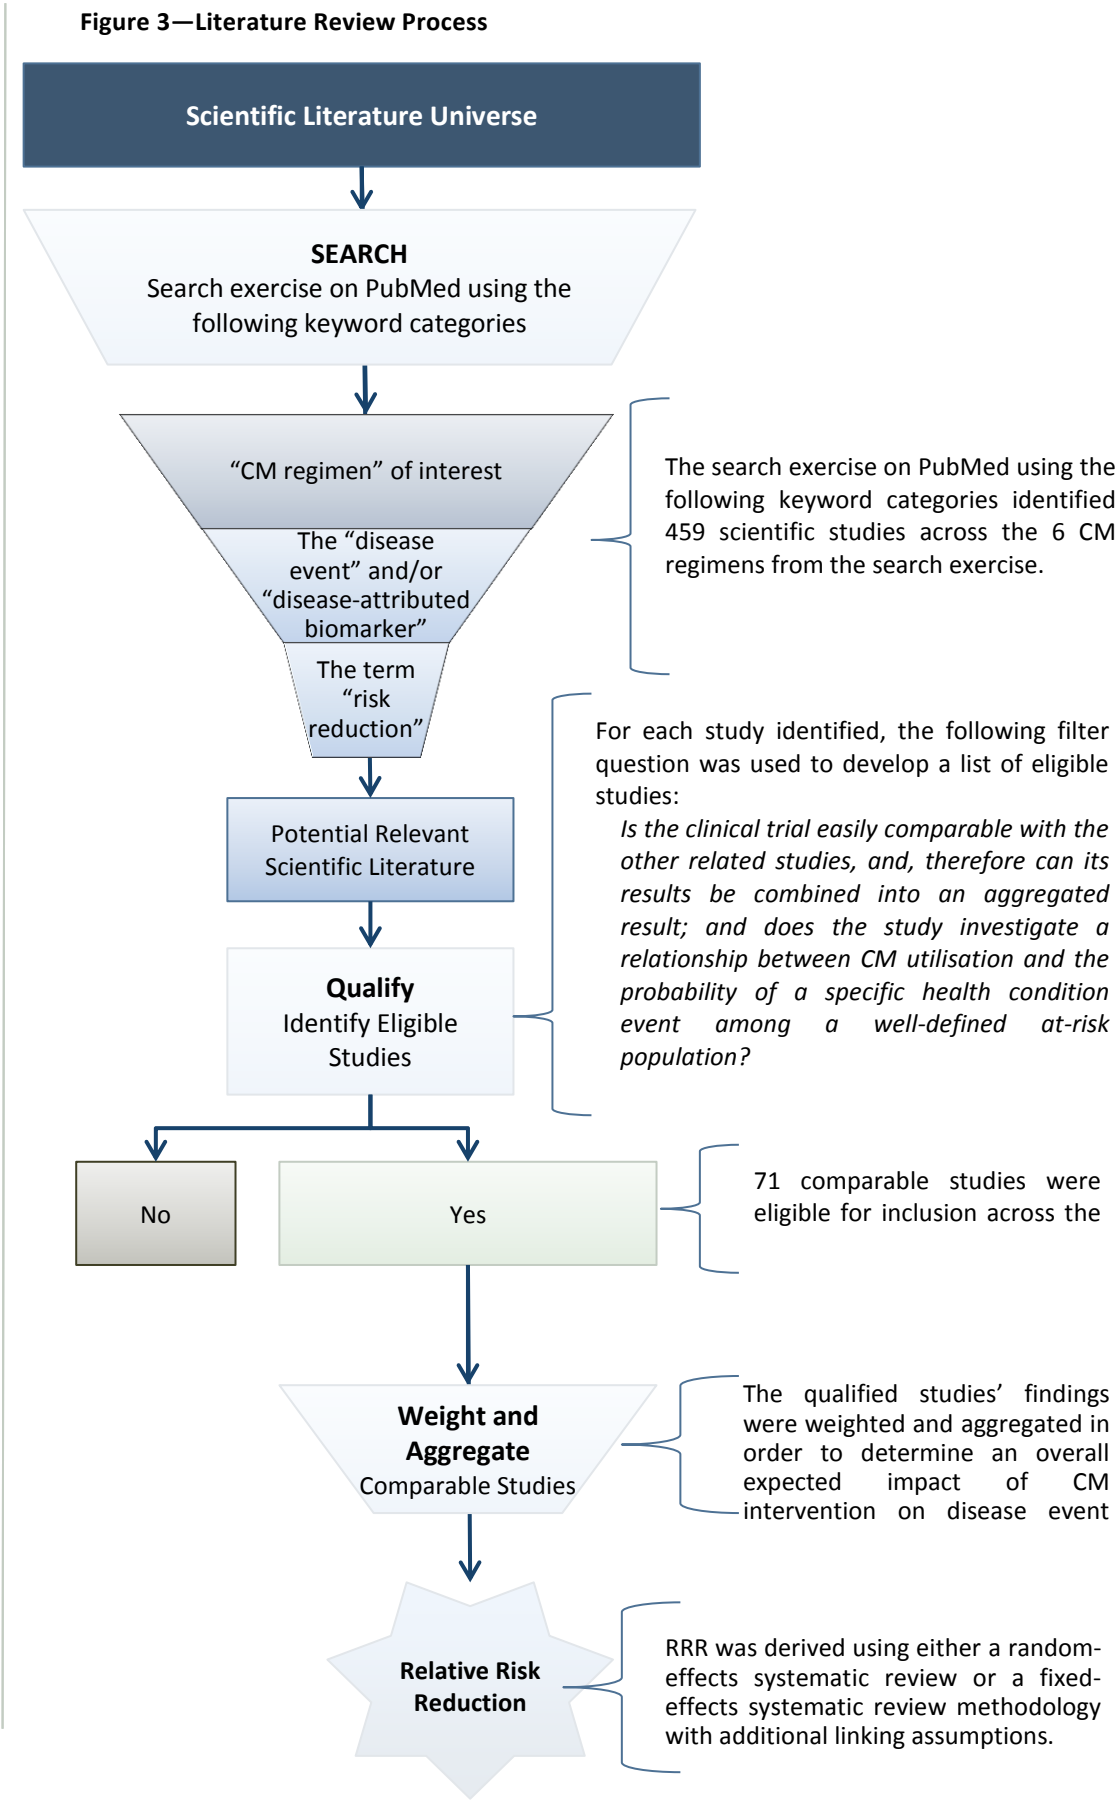 Figure 3—Literature Review Process
Scientific Literature Universe
SEARCH
Search exercise on PubMed using the
following keyword categories
“CM regimen” of interest
The “disease
event” and/or
“disease-attributed
biomarker”
The term
“risk
reduction”
The search exercise on PubMed using the
following keyword categories identified
459 scientific studies across the 6 CM
regimens from the search exercise.
Potential Relevant
Scientific Literature
Qualify
Identify Eligible
Studies
For each study identified, the following filter
question was used to develop a list of eligible
studies:
Is the clinical trial easily comparable with the
other related studies, and, therefore can its
results be combined into an aggregated
result; and does the study investigate a
relationship between CM utilisation and the
probability of a specific health condition
event among a well-defined at-risk
population?
No
Yes
71 comparable studies were
eligible for inclusion across the
Weight and
Aggregate
Comparable Studies
The qualified studies’ findings
were weighted and aggregated in
order to determine an overall
expected impact of CM
intervention on disease event
Relative Risk
Reduction
RRR was derived using either a random-
effects systematic review or a fixed-
effects systematic review methodology
with additional linking assumptions.